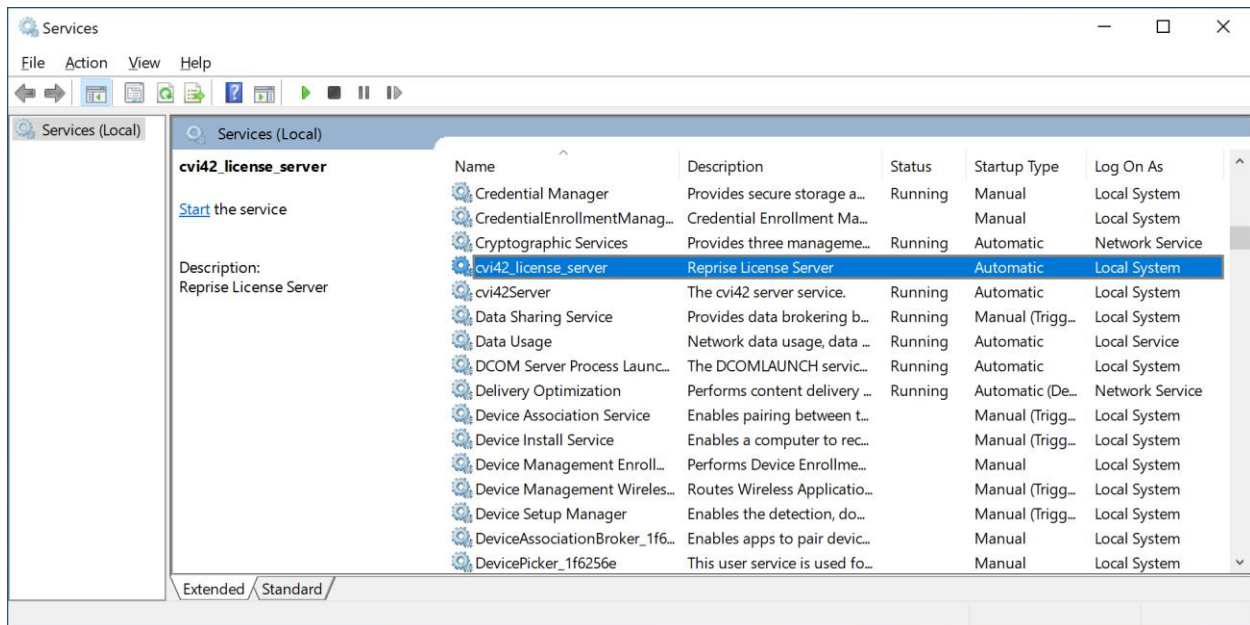 Services
File Action View Help
Services (Local)
Services (Local)
cvi42_license_server
Start the service
Description:
Reprise License Server
Name Description Status Startup Type Log On As
Credential Manager Provides secure storage a... Running Manual Local System
CredentialEnrollmentManag... Credential Enrollment Ma... Manual Local System
Cryptographic Services Provides three manageme... Running Automatic Network Service
cvi42_license_server Reprise License Server Automatic Local System
cvi42Server The cvi42 server service. Running Automatic Local System
Data Sharing Service Provides data brokering b... Running Manual (Trigg... Local System
Data Usage Network data usage, data ... Running Automatic Local Service
DCOM Server Process Launc... The DCOMLAUNCH servic... Running Automatic Local System
Delivery Optimization Performs content delivery ... Running Automatic (De... Network Service
Device Association Service Enables pairing between t... Manual (Trigg... Local System
Device Install Service Enables a computer to rec... Manual (Trigg... Local System
Device Management Enroll... Performs Device Enrollme... Manual Local System
Device Management Wireles... Routes Wireless Applicatio... Manual (Trigg... Local System
Device Setup Manager Enables the detection, do... Manual (Trigg... Local System
DeviceAssociationBroker_1f6... Enables apps to pair devic... Manual Local System
DevicePicker_1f6256e This user service is used fo... Manual Local System
Extended Standard